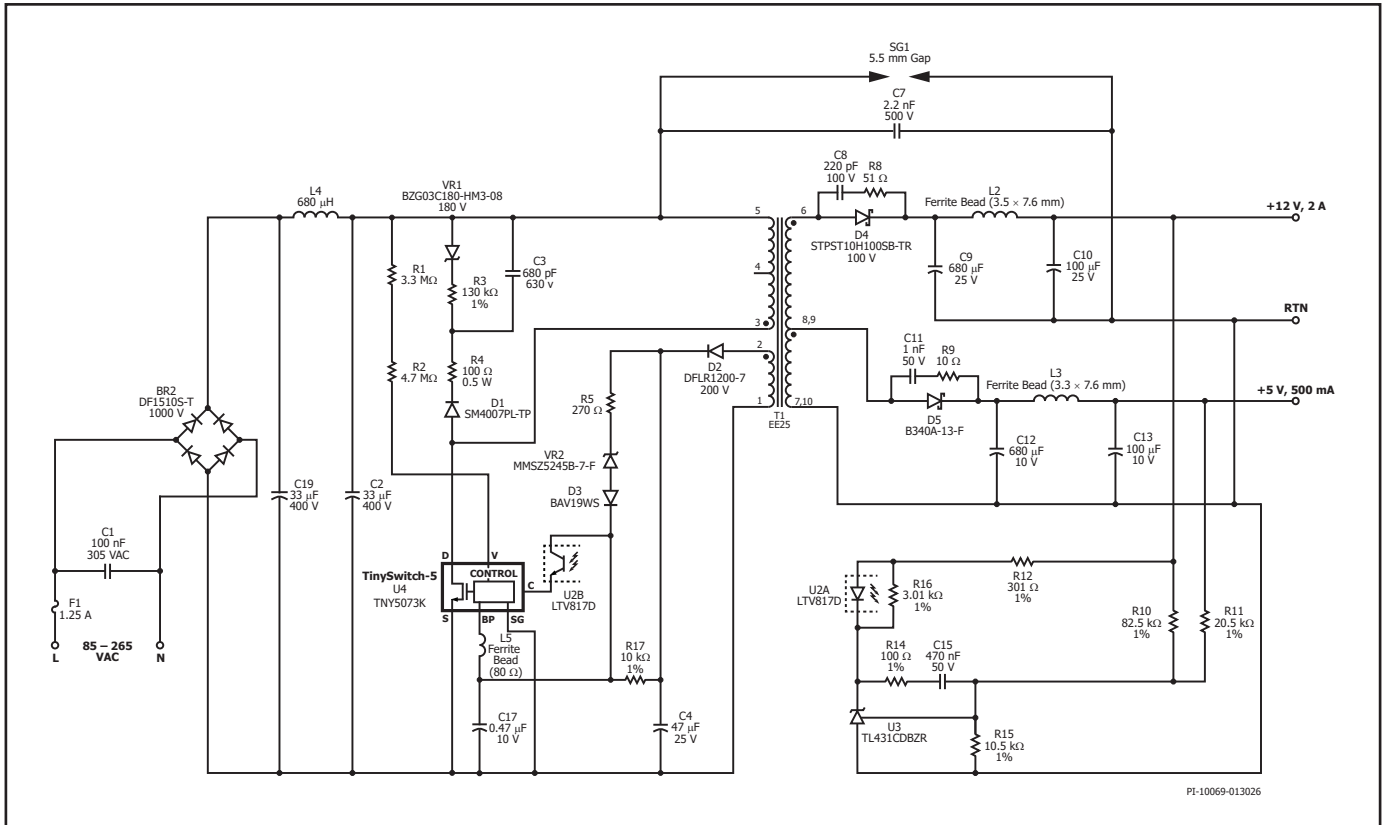 SG1
5.5 mm Gap
C7
2.2 nF
500 V
C8
220 pF
100 V
R8
51 Ω
VR1
BZG03C180-HM3-08
180 V
L4
680 µH
L2
Ferrite Bead (3.5 × 7.6 mm)
+12 V, 2 A
5
6
D4
STPST10H100SB-TR
100 V
R1
3.3 MΩ
R3
130 kΩ
1%
C3
680 pF
630 v
4
C9
680 µF
25 V
C10
100 µF
25 V
RTN
3
8,9
2
C11
1 nF
50 V
R9
10 Ω
R2
4.7 MΩ
R4
100 Ω
0.5 W
D2
DFLR1200-7
200 V
L3
Ferrite Bead (3.3 × 7.6 mm)
+5 V, 500 mA
BR2
DF1510S-T
1000 V
D1
SM4007PL-TP
R5
270 Ω
1
7,10
T1
EE25
D5
B340A-13-F
VR2
MMSZ5245B-7-F
C12
680 µF
10 V
C13
100 µF
10 V
C19
33 µF
400 V
C2
33 µF
400 V
D3
BAV19WS
C1
100 nF
305 VAC
D
V
TinySwitch-5
U4
TNY5073K
CONTROL
C
S
BP
SG
U2B
LTV817D
U2A
LTV817D
R16
3.01 kΩ
1%
R12
301 Ω
1%
R10
82.5 kΩ
1%
R11
20.5 kΩ
1%
F1
1.25 A
L
85 – 265
VAC
N
L5
Ferrite
Bead
(80 Ω)
R17
10 kΩ
1%
R14
100 Ω
1%
C15
470 nF
50 V
C17
0.47 µF
10 V
C4
47 µF
25 V
U3
TL431CDBZR
R15
10.5 kΩ
1%
PI-10069-013026